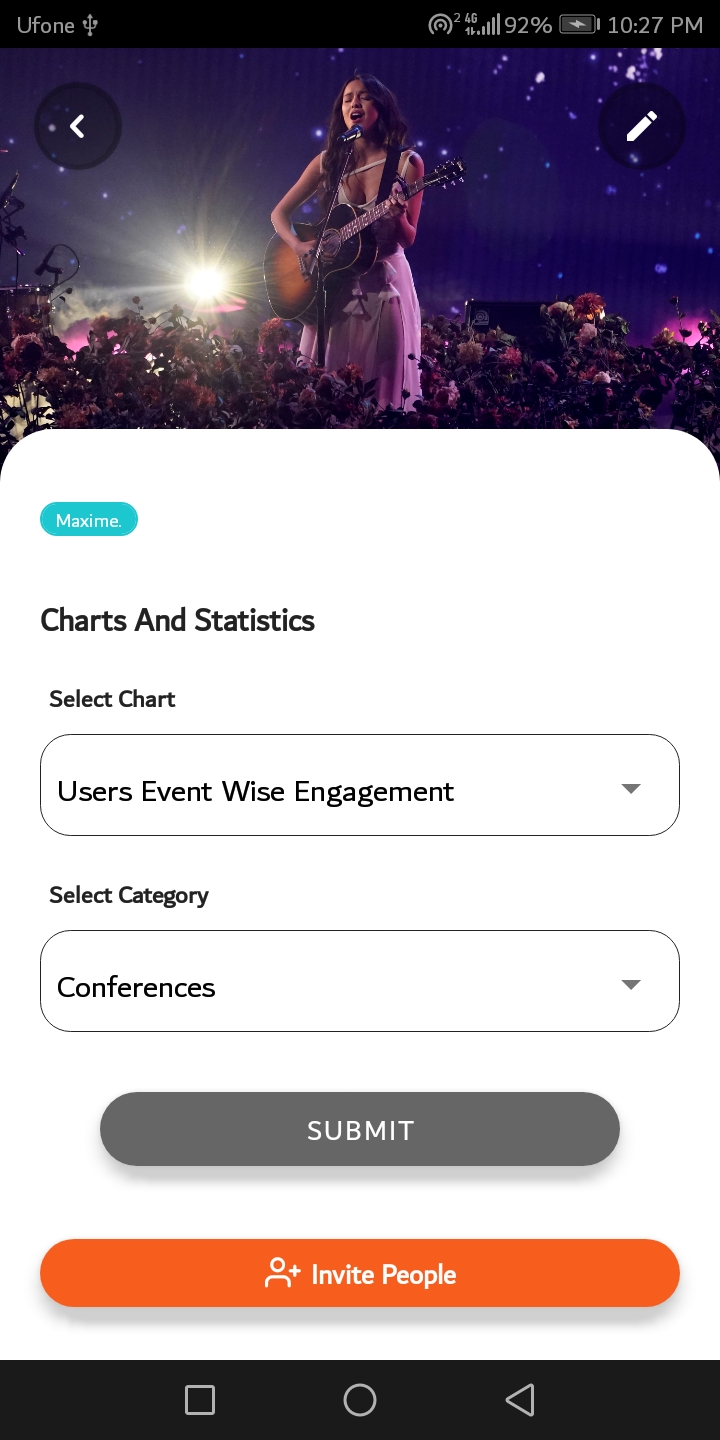 Ufone 2 4G 92% 10:27 PM
Maxime.
Charts And Statistics
Select Chart
Users Event Wise Engagement
Select Category
Conferences
SUBMIT
Invite People